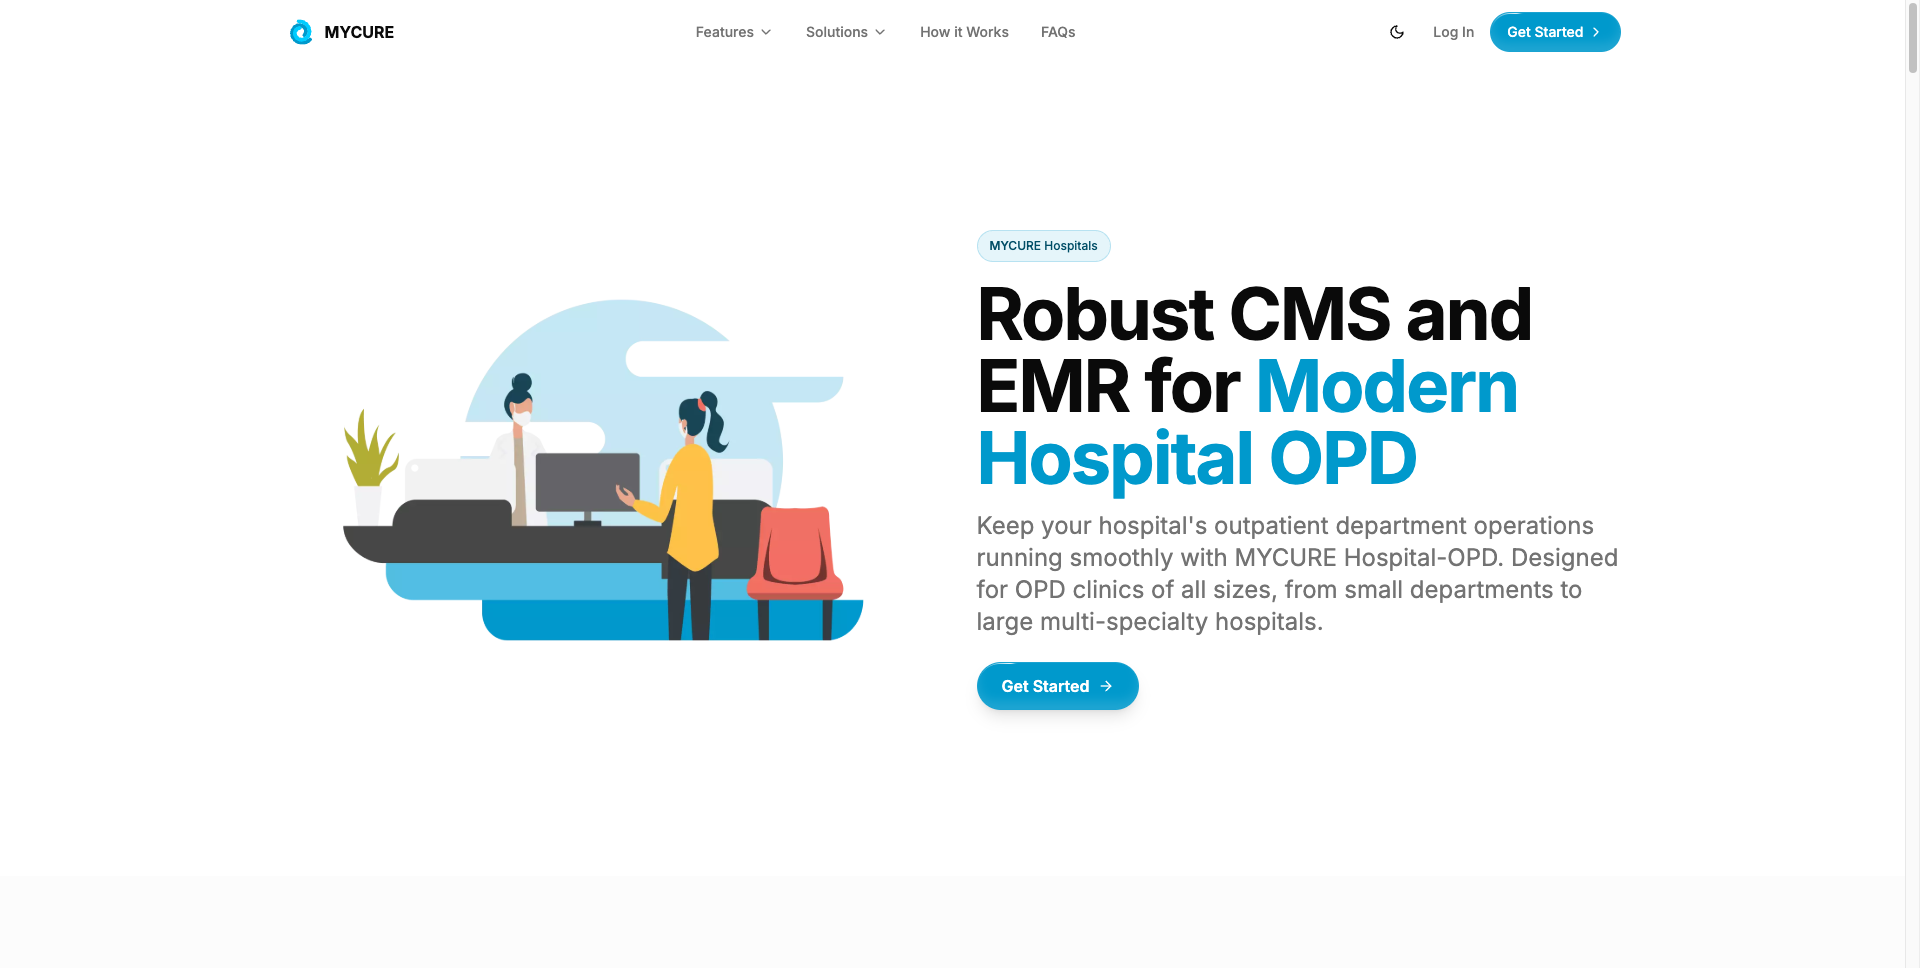 MYCURE
Features
Solutions
How it Works
FAQs
Log In
Get Started
MYCURE Hospitals
Robust CMS and
EMR for Modern
Hospital OPD
Keep your hospital's outpatient department operations
running smoothly with MYCURE Hospital-OPD. Designed
for OPD clinics of all sizes, from small departments to
large multi-specialty hospitals.
Get Started